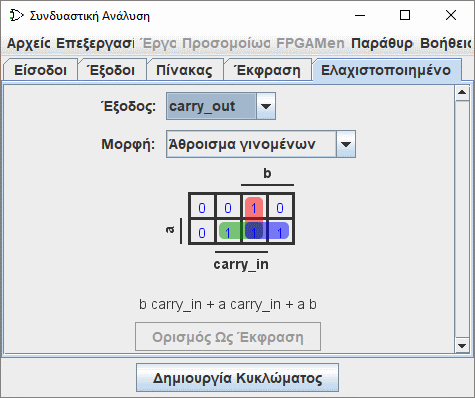 Συνδυαστική Ανάλυση
Αρχείς Επεξεργασί Έργο Προσομοίωσ FPGAMen Παράθυρ Βοήθεις
Είσοδοι Έξοδοι Πίνακας Έκφραση Ελαχιστοποιημένο
Έξοδος: carry_out
Μορφή: Άθροισμα γινομένων
b
0 0 1 0
a 0 1 1 1
carry_in
b carry_in + a carry_in + a b
Ορισμός Ως Έκφραση
Δημιουργία Κυκλώματος